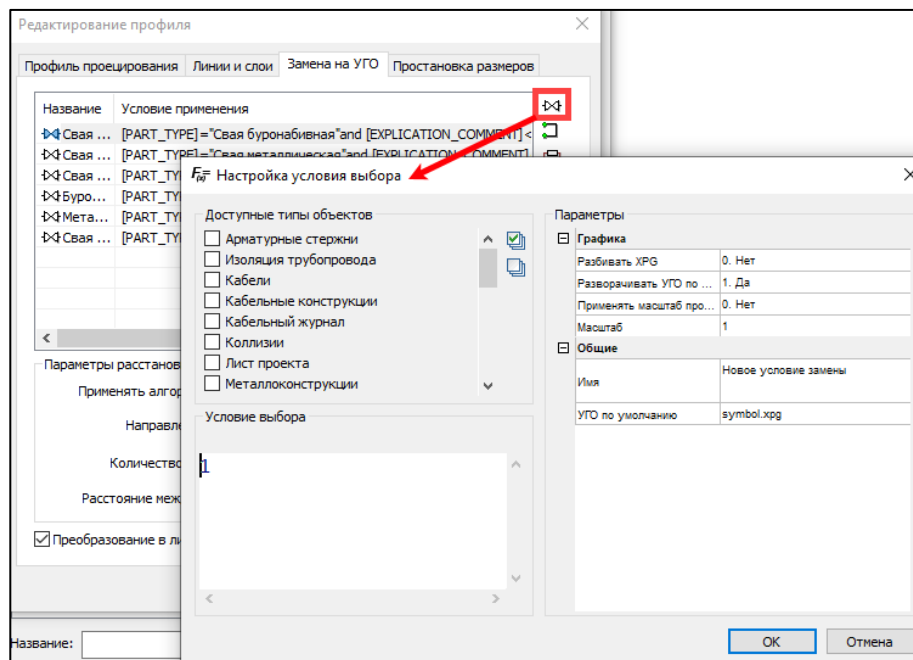 Редактирование профиля
Профиль проецирования Линии и слои Замена на УГО Простановка размеров
Название Условие применения
Свая ... [PART_TYPE]="Свая буронабивная"and [EXPLICATION_COMMENT]<
Свая ... [PART_TYPE]="Свая металлическая"and [EXPLICATION_COMMENT]
Свая ... [PART_TY
Буро... [PART_TY
Мета... [PART_TY
Свая ... [PART_TY
Параметры расстанов
Применять алгор
Направле
Количество
Расстояние меж
Преобразование в ли
Название:
Настройка условия выбора
Доступные типы объектов
Арматурные стержни
Изоляция трубопровода
Кабели
Кабельные конструкции
Кабельный журнал
Коллизии
Лист проекта
Металлоконструкции
Условие выбора
1
Параметры
Графика
Разбивать XPG 0. Нет
Разворачивать УГО по ... 1. Да
Применять масштаб про... 0. Нет
Масштаб 1
Общие
Имя Новое условие замены
УГО по умолчанию symbol.xpg
OK Отмена